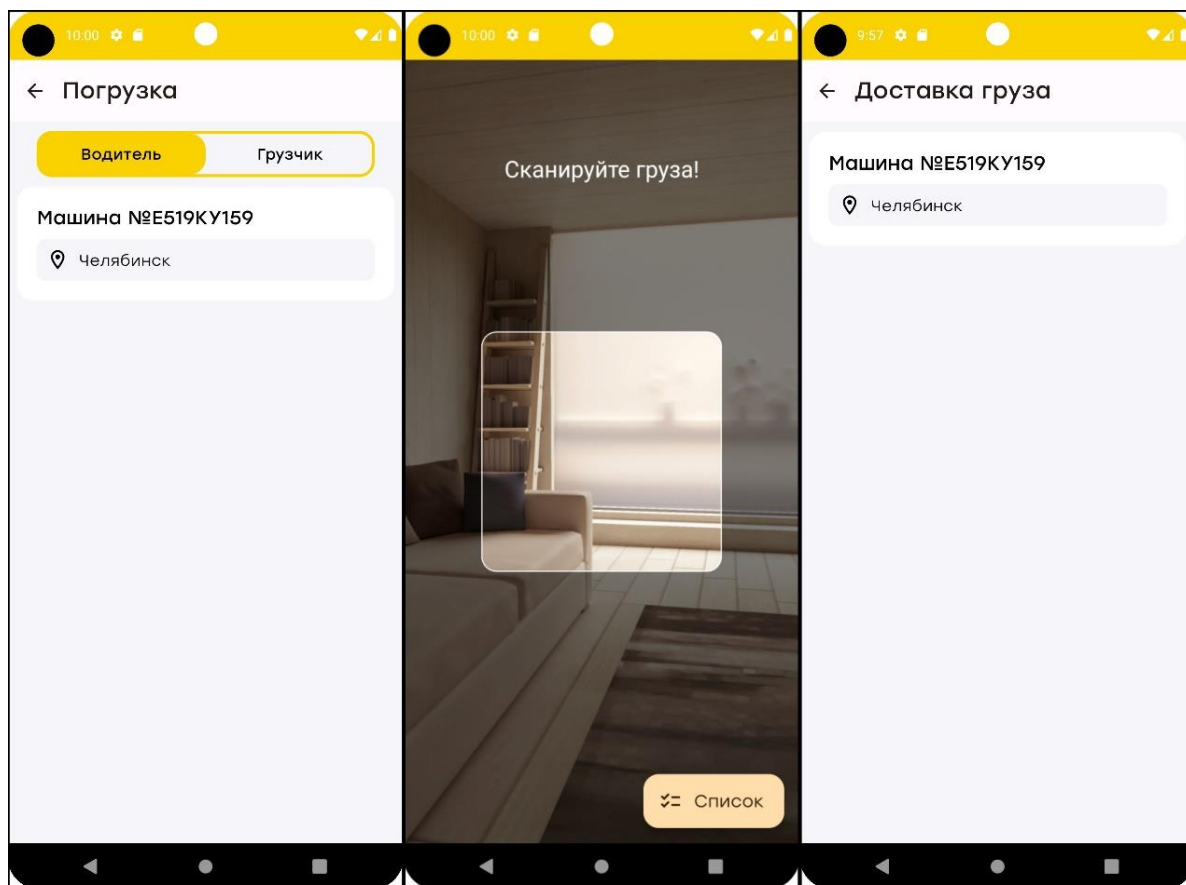 10:00
Погрузка
Водитель Грузчик
Машина №Е519КУ159
Челябинск
10:00
Сканируйте груза!
Список
9:57
Доставка груза
Машина №Е519КУ159
Челябинск